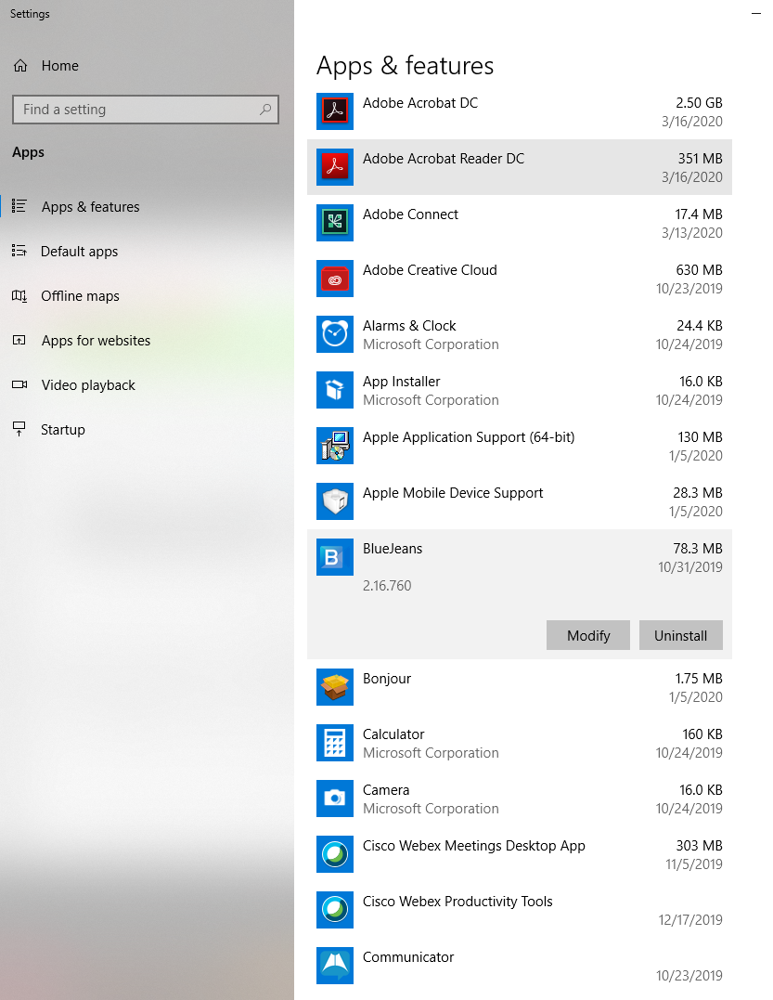 Settings
Home
Find a setting
Apps
Apps & features
Default apps
Offline maps
Apps for websites
Video playback
Startup
Apps & features
Adobe Acrobat DC 2.50 GB
3/16/2020
Adobe Acrobat Reader DC 351 MB
3/16/2020
Adobe Connect 17.4 MB
3/13/2020
Adobe Creative Cloud 630 MB
10/23/2019
Alarms & Clock 24.4 KB
Microsoft Corporation 10/24/2019
App Installer 16.0 KB
Microsoft Corporation 10/24/2019
Apple Application Support (64-bit) 130 MB
1/5/2020
Apple Mobile Device Support 28.3 MB
1/5/2020
B BlueJeans 78.3 MB
10/31/2019
2.16.760
Modify Uninstall
Bonjour 1.75 MB
1/5/2020
Calculator 160 KB
Microsoft Corporation 10/24/2019
Camera 16.0 KB
Microsoft Corporation 10/24/2019
Cisco Webex Meetings Desktop App 303 MB
11/5/2019
Cisco Webex Productivity Tools
12/17/2019
Communicator
10/23/2019